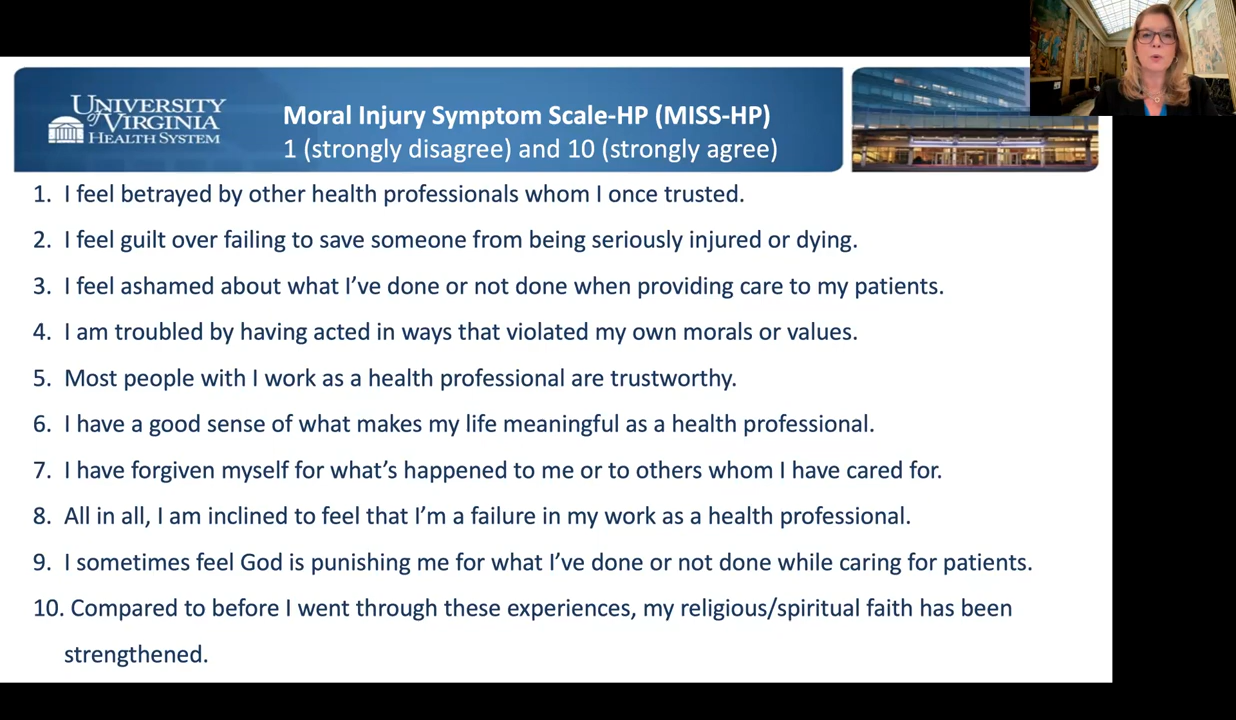 UNIVERSITY
of VIRGINIA
HEALTH SYSTEM
Moral Injury Symptom Scale-HP (MISS-HP)
1 (strongly disagree) and 10 (strongly agree)
1. I feel betrayed by other health professionals whom I once trusted.
2. I feel guilt over failing to save someone from being seriously injured or dying.
3. I feel ashamed about what I’ve done or not done when providing care to my patients.
4. I am troubled by having acted in ways that violated my own morals or values.
5. Most people with I work as a health professional are trustworthy.
6. I have a good sense of what makes my life meaningful as a health professional.
7. I have forgiven myself for what’s happened to me or to others whom I have cared for.
8. All in all, I am inclined to feel that I’m a failure in my work as a health professional.
9. I sometimes feel God is punishing me for what I’ve done or not done while caring for patients.
10. Compared to before I went through these experiences, my religious/spiritual faith has been
strengthened.